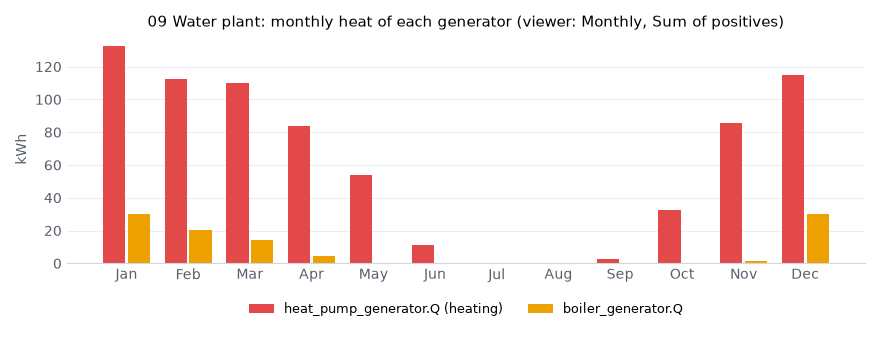 09 Water plant: monthly heat of each generator (viewer: Monthly, Sum of positives)
kWh
120
100
80
60
40
20
0
Jan Feb Mar Apr May Jun Jul Aug Sep Oct Nov Dec
heat_pump_generator.Q (heating) boiler_generator.Q